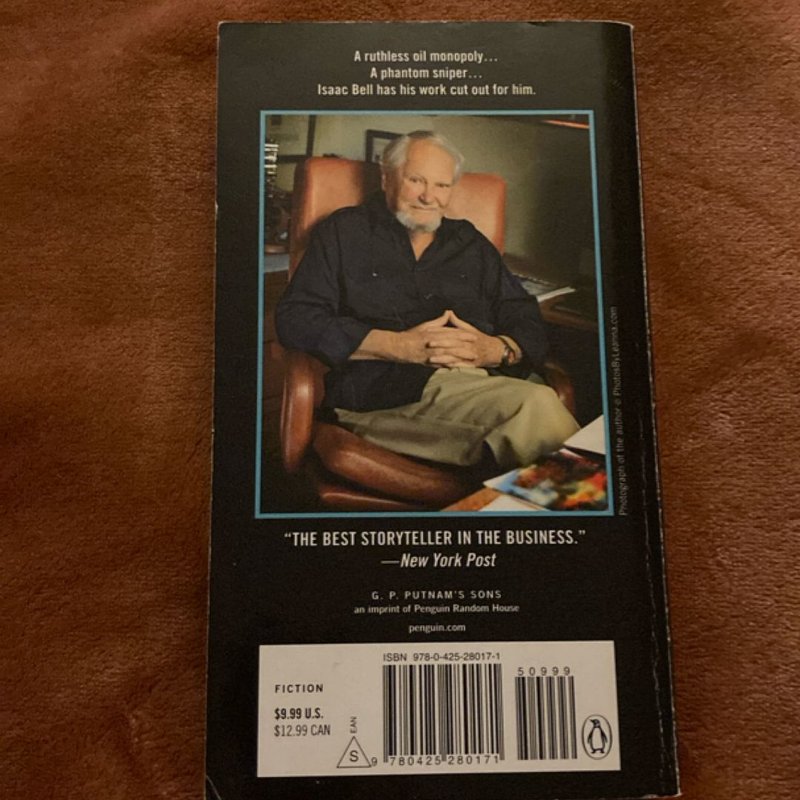 A ruthless oil monopoly...
A phantom sniper...
Isaac Bell has his work cut out for him.
Photograph of the author © PhotosByLeanna.com
“THE BEST STORYTELLER IN THE BUSINESS.”
—New York Post
G. P. PUTNAM'S SONS
an imprint of Penguin Random House
penguin.com
ISBN 978-0-425-28017-1
50999
FICTION
$9.99 U.S.
$12.99 CAN
EAN
S
9 780425 280171